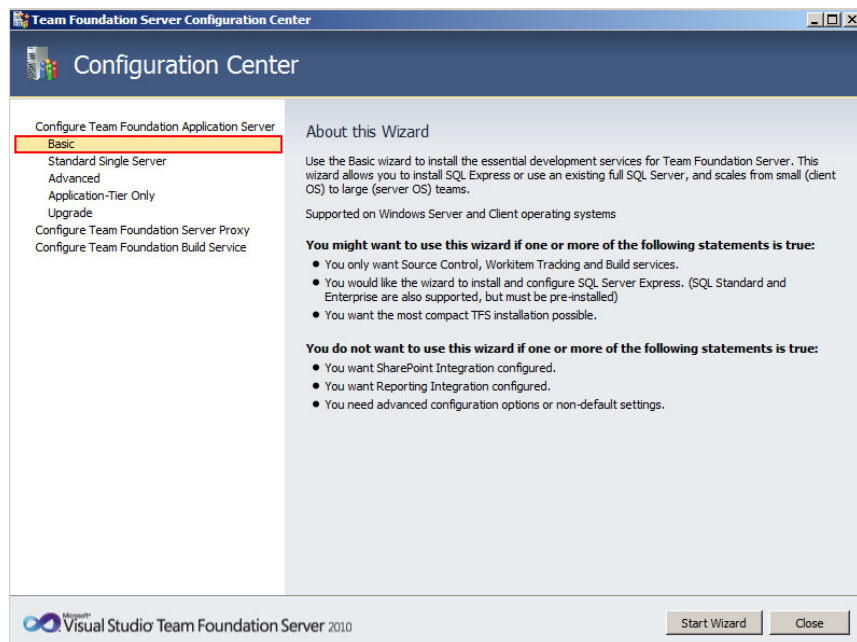 Team Foundation Server Configuration Center
Configuration Center
Configure Team Foundation Application Server
Basic
Standard Single Server
Advanced
Application-Tier Only
Upgrade
Configure Team Foundation Server Proxy
Configure Team Foundation Build Service
About this Wizard
Use the Basic wizard to install the essential development services for Team Foundation Server. This
wizard allows you to install SQL Express or use an existing full SQL Server, and scales from small (client
OS) to large (server OS) teams.
Supported on Windows Server and Client operating systems
You might want to use this wizard if one or more of the following statements is true:
• You only want Source Control, Workitem Tracking and Build services.
• You would like the wizard to install and configure SQL Server Express. (SQL Standard and
Enterprise are also supported, but must be pre-installed)
• You want the most compact TFS installation possible.
You do not want to use this wizard if one or more of the following statements is true:
• You want SharePoint Integration configured.
• You want Reporting Integration configured.
• You need advanced configuration options or non-default settings.
Microsoft®
Visual Studio® Team Foundation Server 2010
Start Wizard
Close